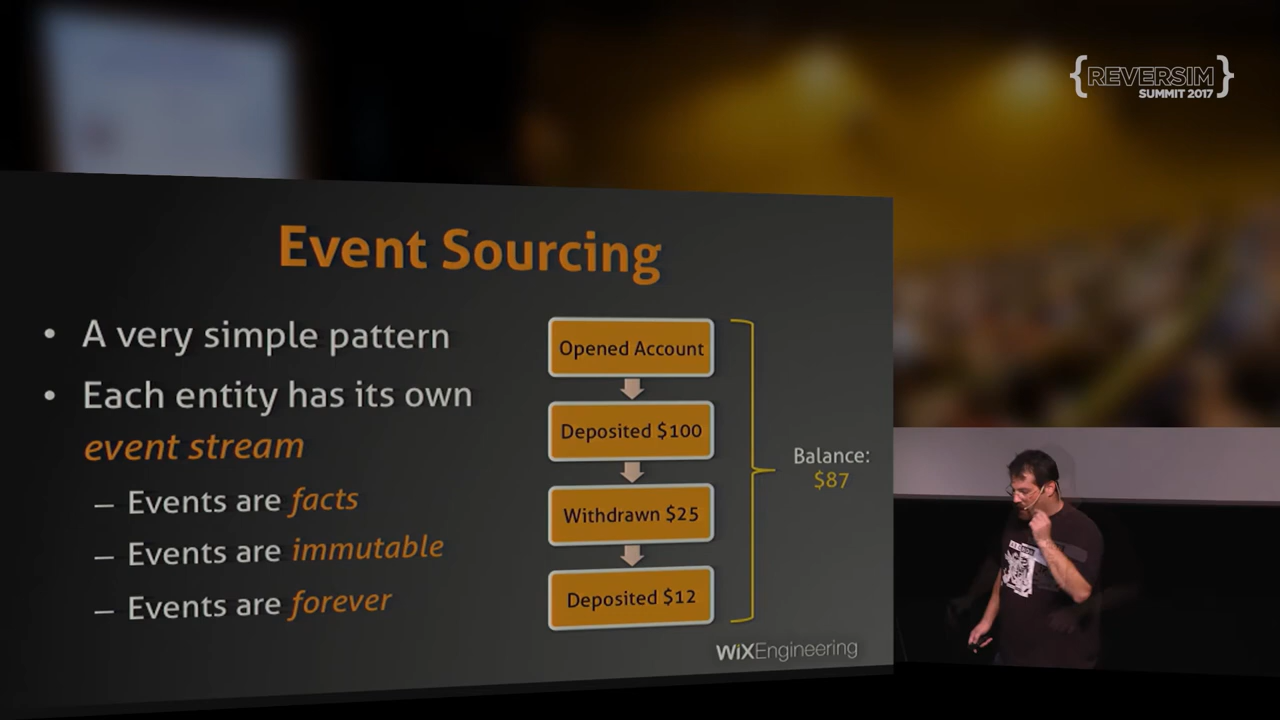 {REVERSIM}
SUMMIT 2017
Event Sourcing
• A very simple pattern
• Each entity has its own
event stream
– Events are facts
– Events are immutable
– Events are forever
Opened Account
Deposited $100
Withdrawn $25
Deposited $12
Balance:
$87
WiXEngineering